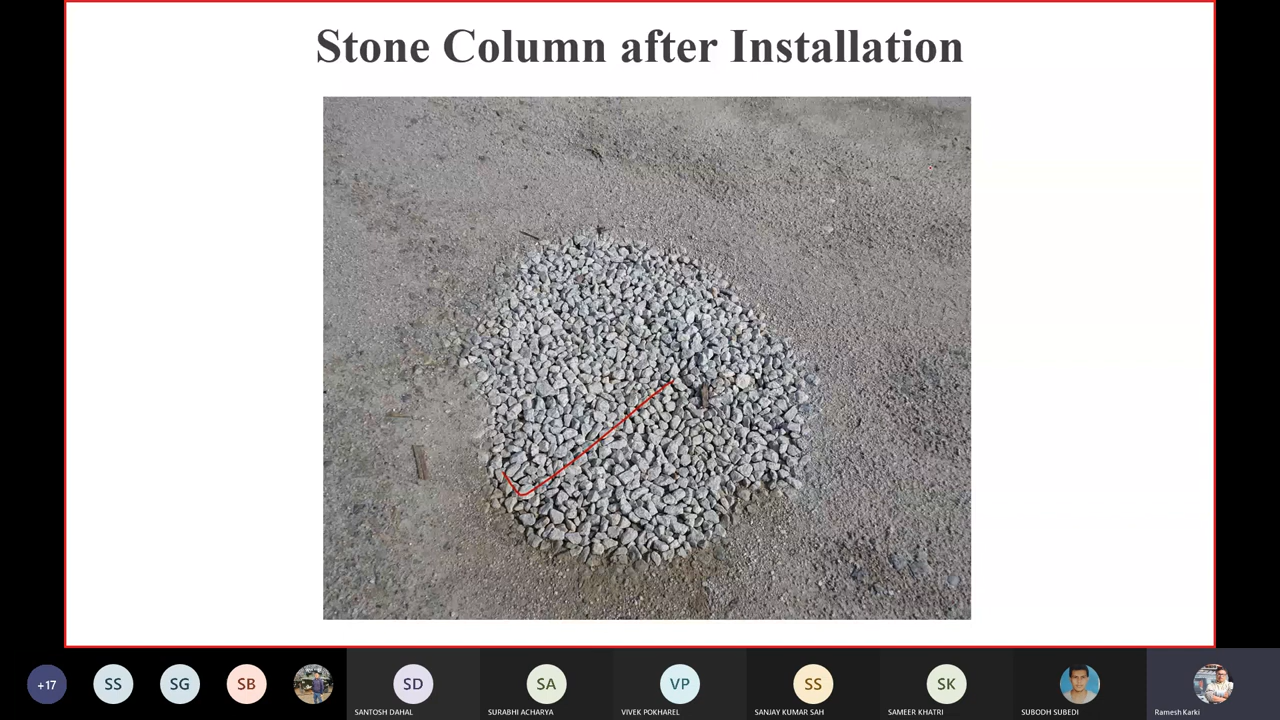 Stone Column after Installation
+17
SS
SG
SB
SD
SA
VP
SS
SK
SANTOSH DAHAL
SURABHI ACHARYA
VIVEK POKHAREL
SANJAY KUMAR SAH
SAMEER KHATRI
SUBODH SUBEDI
Ramesh Karki